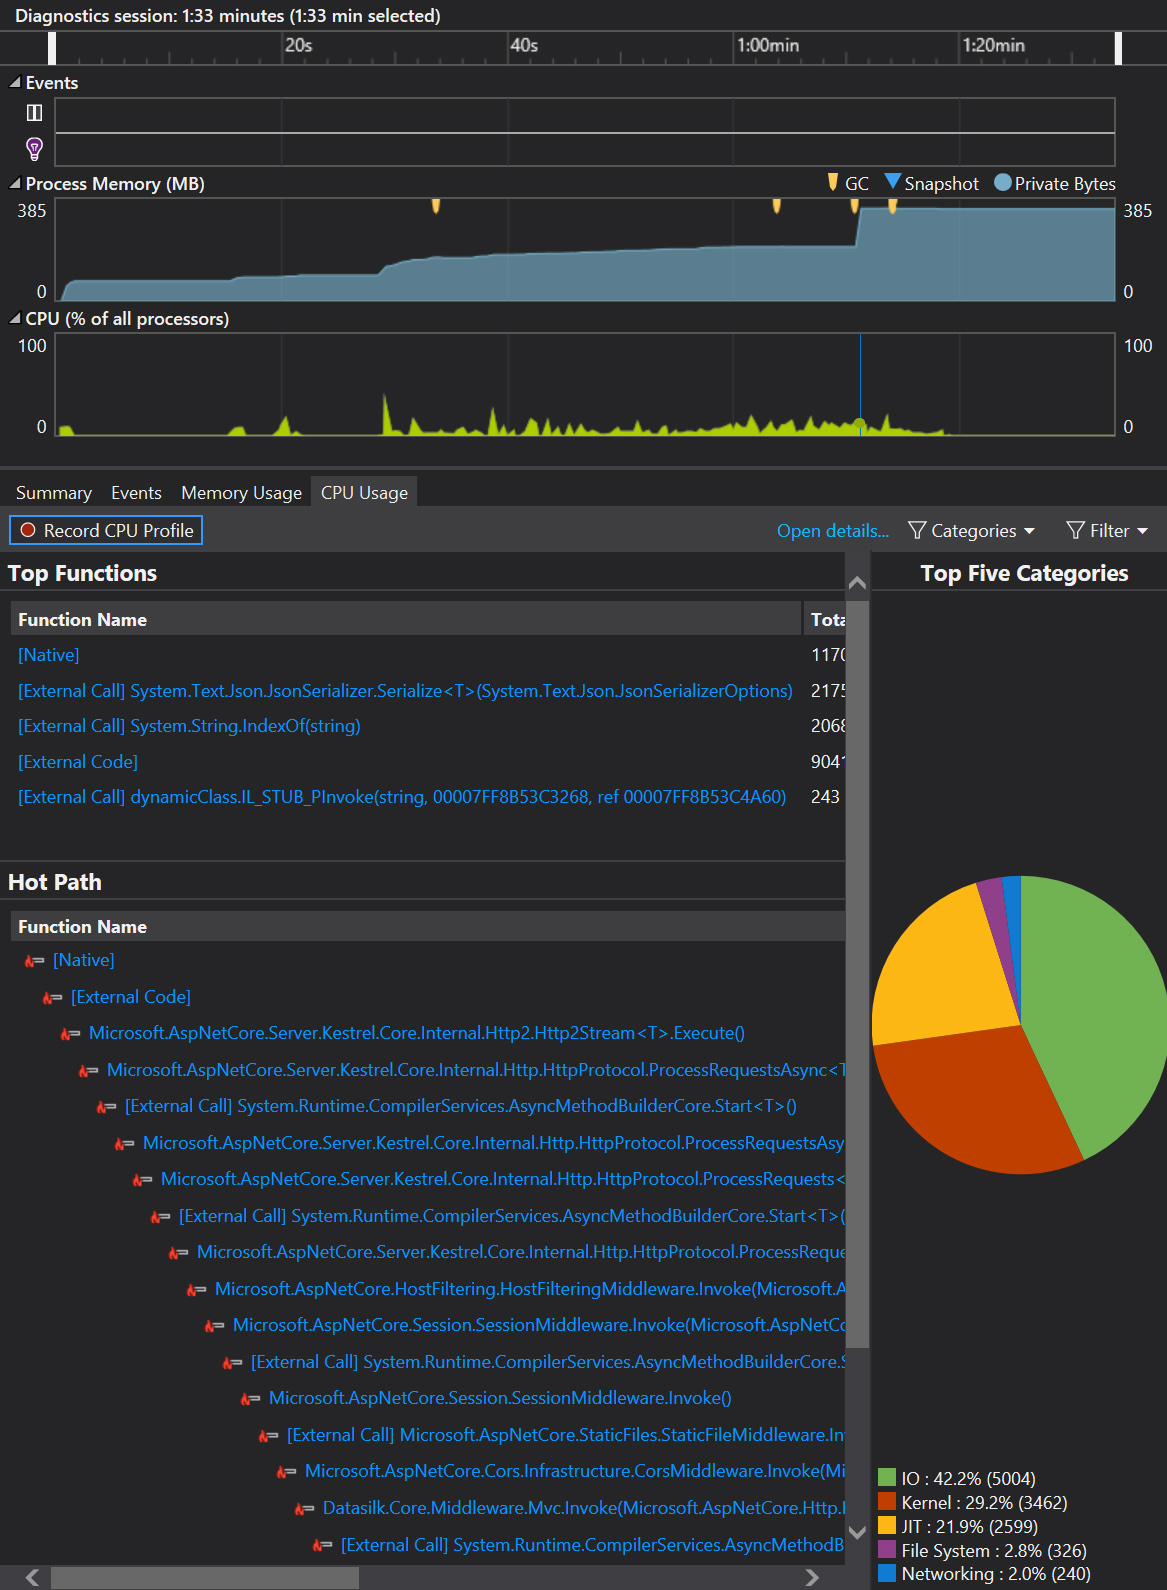 Diagnostics session: 1:33 minutes (1:33 min selected)
20s 40s 1:00min 1:20min
Events
Process Memory (MB) GC Snapshot Private Bytes
385 385
0 0
CPU (% of all processors)
100 100
0 0
Summary Events Memory Usage CPU Usage
Record CPU Profile Open details... Categories Filter
Top Functions
Function Name Tota
[Native] 1170
[External Call] System.Text.Json.JsonSerializer.Serialize<T>(System.Text.Json.JsonSerializerOptions) 2175
[External Call] System.String.IndexOf(string) 2068
[External Code] 9041
[External Call] dynamicClass.IL_STUB_PInvoke(string, 00007FF8B53C3268, ref 00007FF8B53C4A60) 243
Hot Path
Function Name
[Native]
[External Code]
Microsoft.AspNetCore.Server.Kestrel.Core.Internal.Http2.Http2Stream<T>.Execute()
Microsoft.AspNetCore.Server.Kestrel.Core.Internal.Http.HttpProtocol.ProcessRequestsAsync<T
[External Call] System.Runtime.CompilerServices.AsyncMethodBuilderCore.Start<T>()
Microsoft.AspNetCore.Server.Kestrel.Core.Internal.Http.HttpProtocol.ProcessRequestsAsy
Microsoft.AspNetCore.Server.Kestrel.Core.Internal.Http.HttpProtocol.ProcessRequests<
[External Call] System.Runtime.CompilerServices.AsyncMethodBuilderCore.Start<T>(
Microsoft.AspNetCore.Server.Kestrel.Core.Internal.Http.HttpProtocol.ProcessReque
Microsoft.AspNetCore.HostFiltering.HostFilteringMiddleware.Invoke(Microsoft.A
Microsoft.AspNetCore.Session.SessionMiddleware.Invoke(Microsoft.AspNetCo
[External Call] System.Runtime.CompilerServices.AsyncMethodBuilderCore.S
Microsoft.AspNetCore.Session.SessionMiddleware.Invoke()
[External Call] Microsoft.AspNetCore.StaticFiles.StaticFileMiddleware.In
Microsoft.AspNetCore.Cors.Infrastructure.CorsMiddleware.Invoke(Mi
Datasilk.Core.Middleware.Mvc.Invoke(Microsoft.AspNetCore.Http.H
[External Call] System.Runtime.CompilerServices.AsyncMethodB
Top Five Categories
IO : 42.2% (5004)
Kernel : 29.2% (3462)
JIT : 21.9% (2599)
File System : 2.8% (326)
Networking : 2.0% (240)